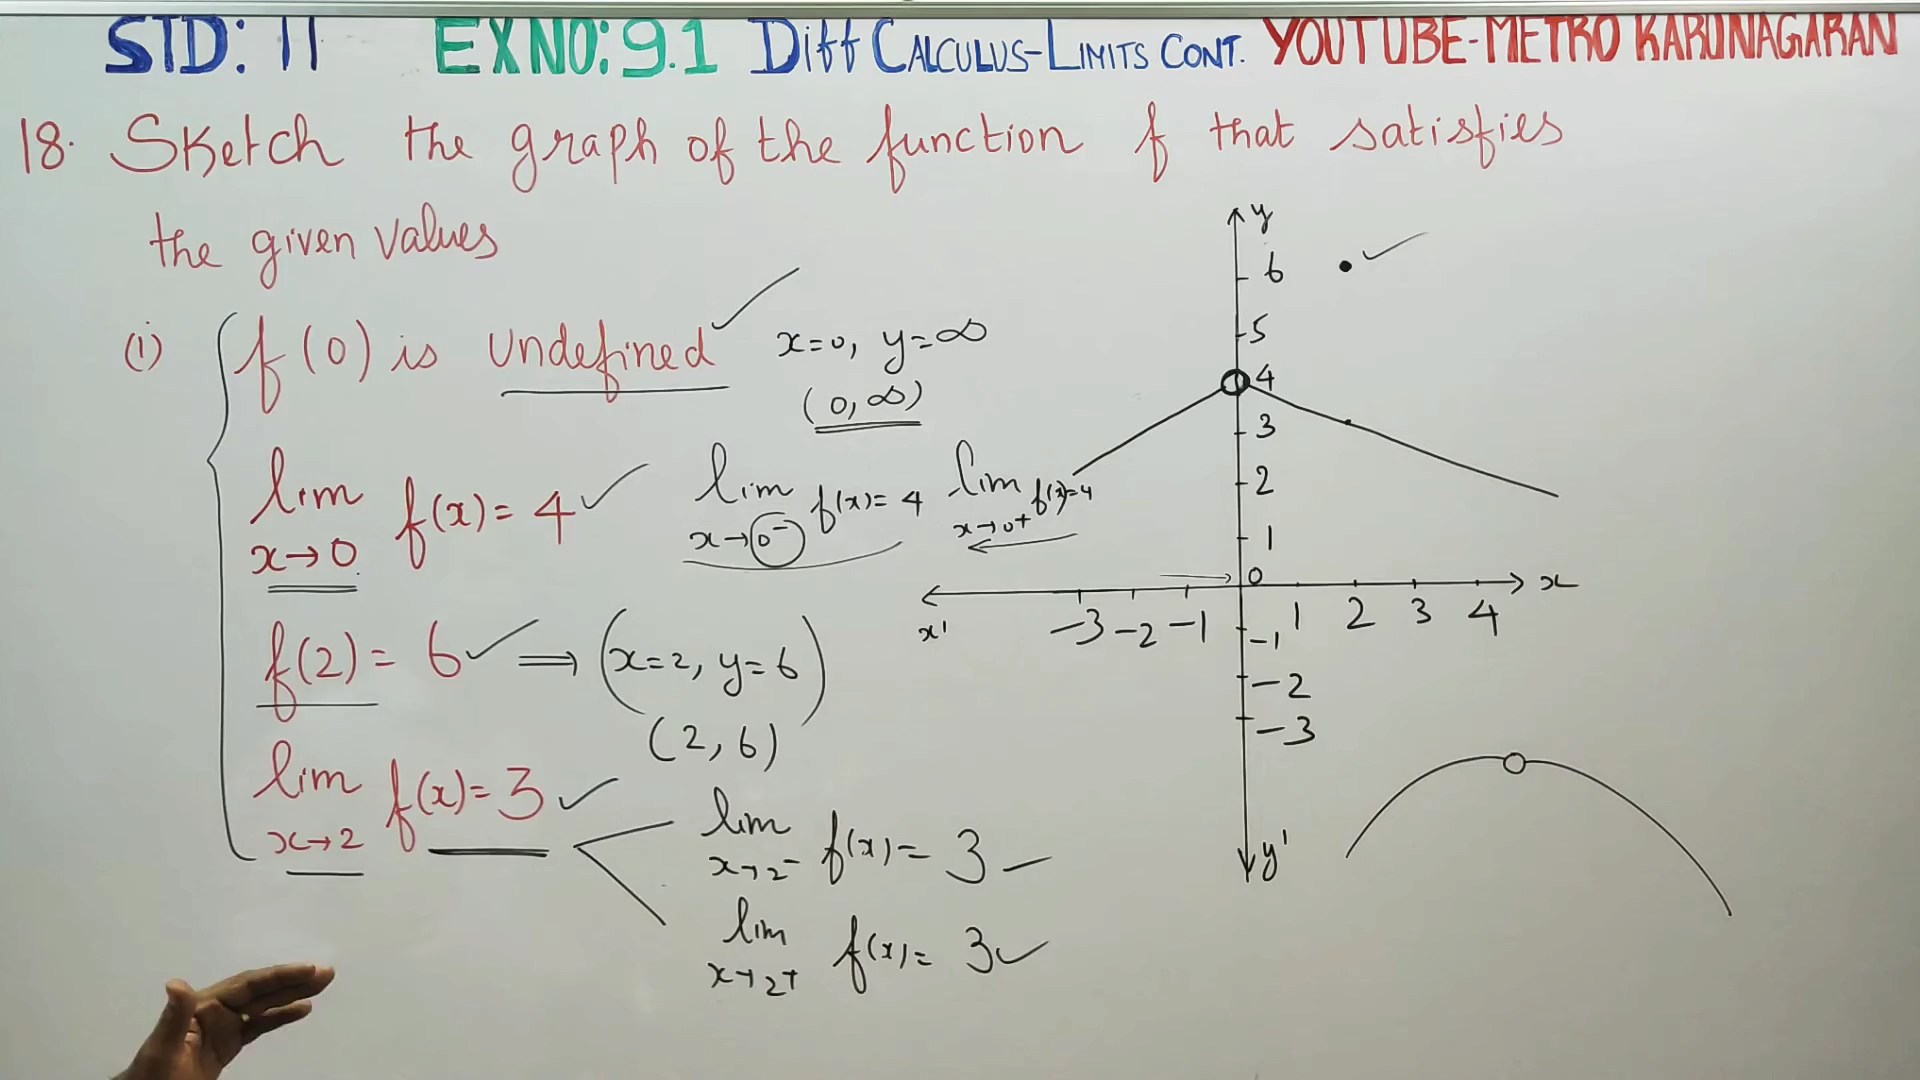 STD: 11 EXNO: 9.1 Diff CALCULUS-LIMITS CONT. YOUTUBE-METRO KARUNAGARAN
18. Sketch the graph of the function f that satisfies
the given values
(i) f(0) is undefined
x=0, y=∞
(0,∞)
lim f(x)=4
x→0
lim f(x)=4
x→0⁻
lim f(x)=4
x→0+
f(2)=6 ⟹ (x=2, y=6)
(2,6)
lim f(x)=3
x→2
lim f(x)=3
x→2⁻
lim f(x)=3
x→2+
y
6
5
4
3
2
1
0
x
x'
-3 -2 -1 1 2 3 4
-1
-2
-3
y'